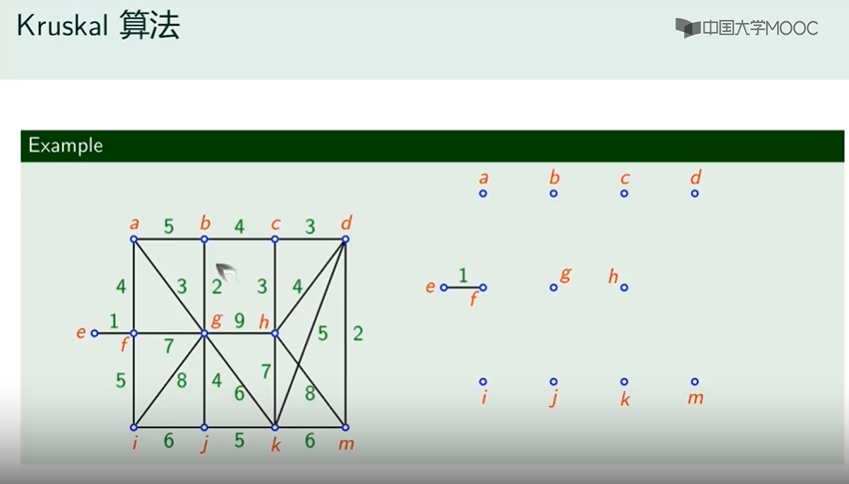 Kruskal 算法
中国大学MOOC
Example
a 5 b 4 c 3 d
4 3 2 3 4
e 1 f 7 g 9 h 5 2
5 8 4 6 7 8
i 6 j 5 k 6 m
a b c d
e 1 f g h
i j k m